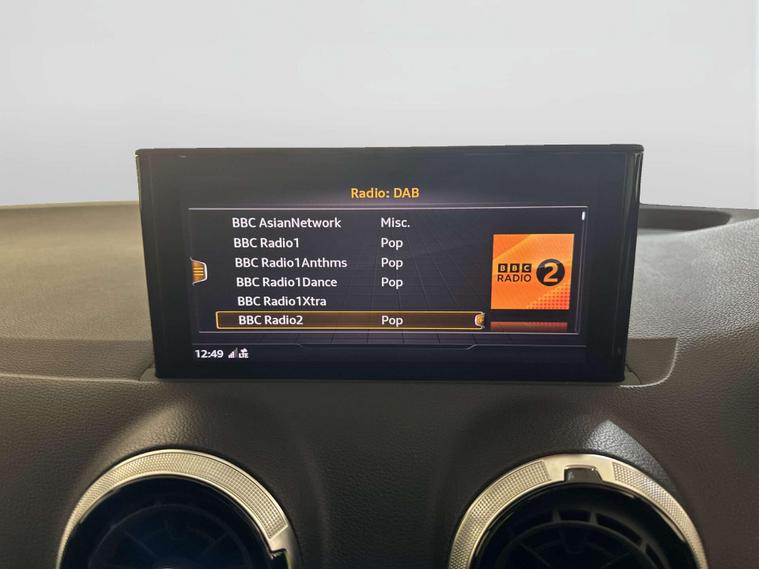 Radio: DAB
BBC AsianNetwork Misc.
BBC Radio1 Pop
BBC Radio1Anthms Pop
BBC Radio1Dance Pop
BBC Radio1Xtra
BBC Radio2 Pop
BBC
RADIO 2
12:49 LTE